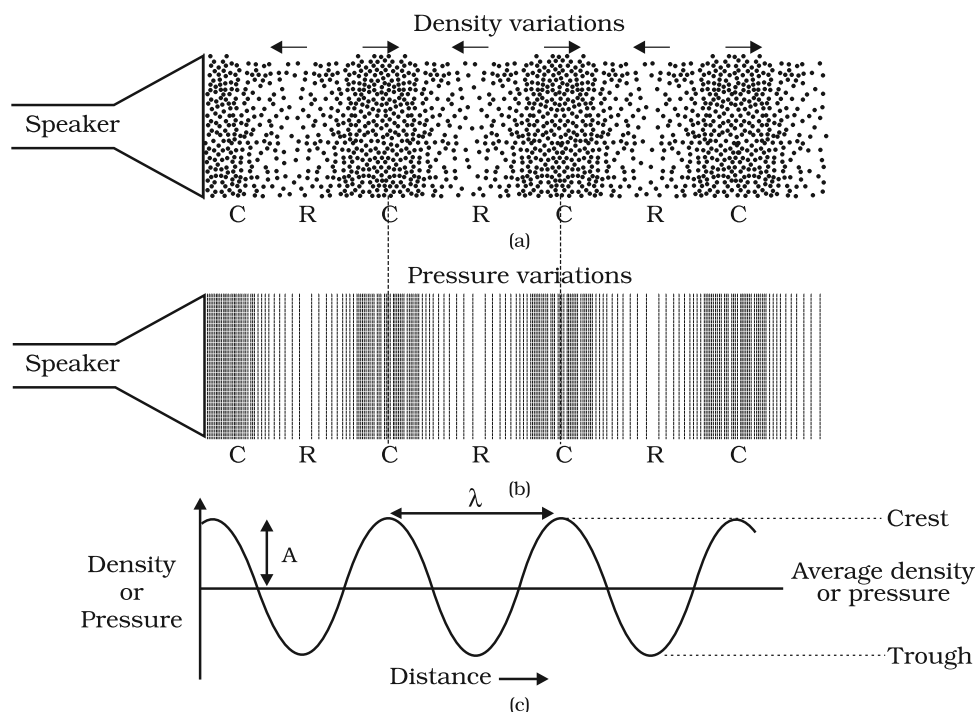 Density variations
Speaker
C R C R C R C
(a)
Pressure variations
Speaker
C R C R C R C
(b)
λ
Crest
A
Density
or
Pressure
Average density
or pressure
Trough
Distance
(c)